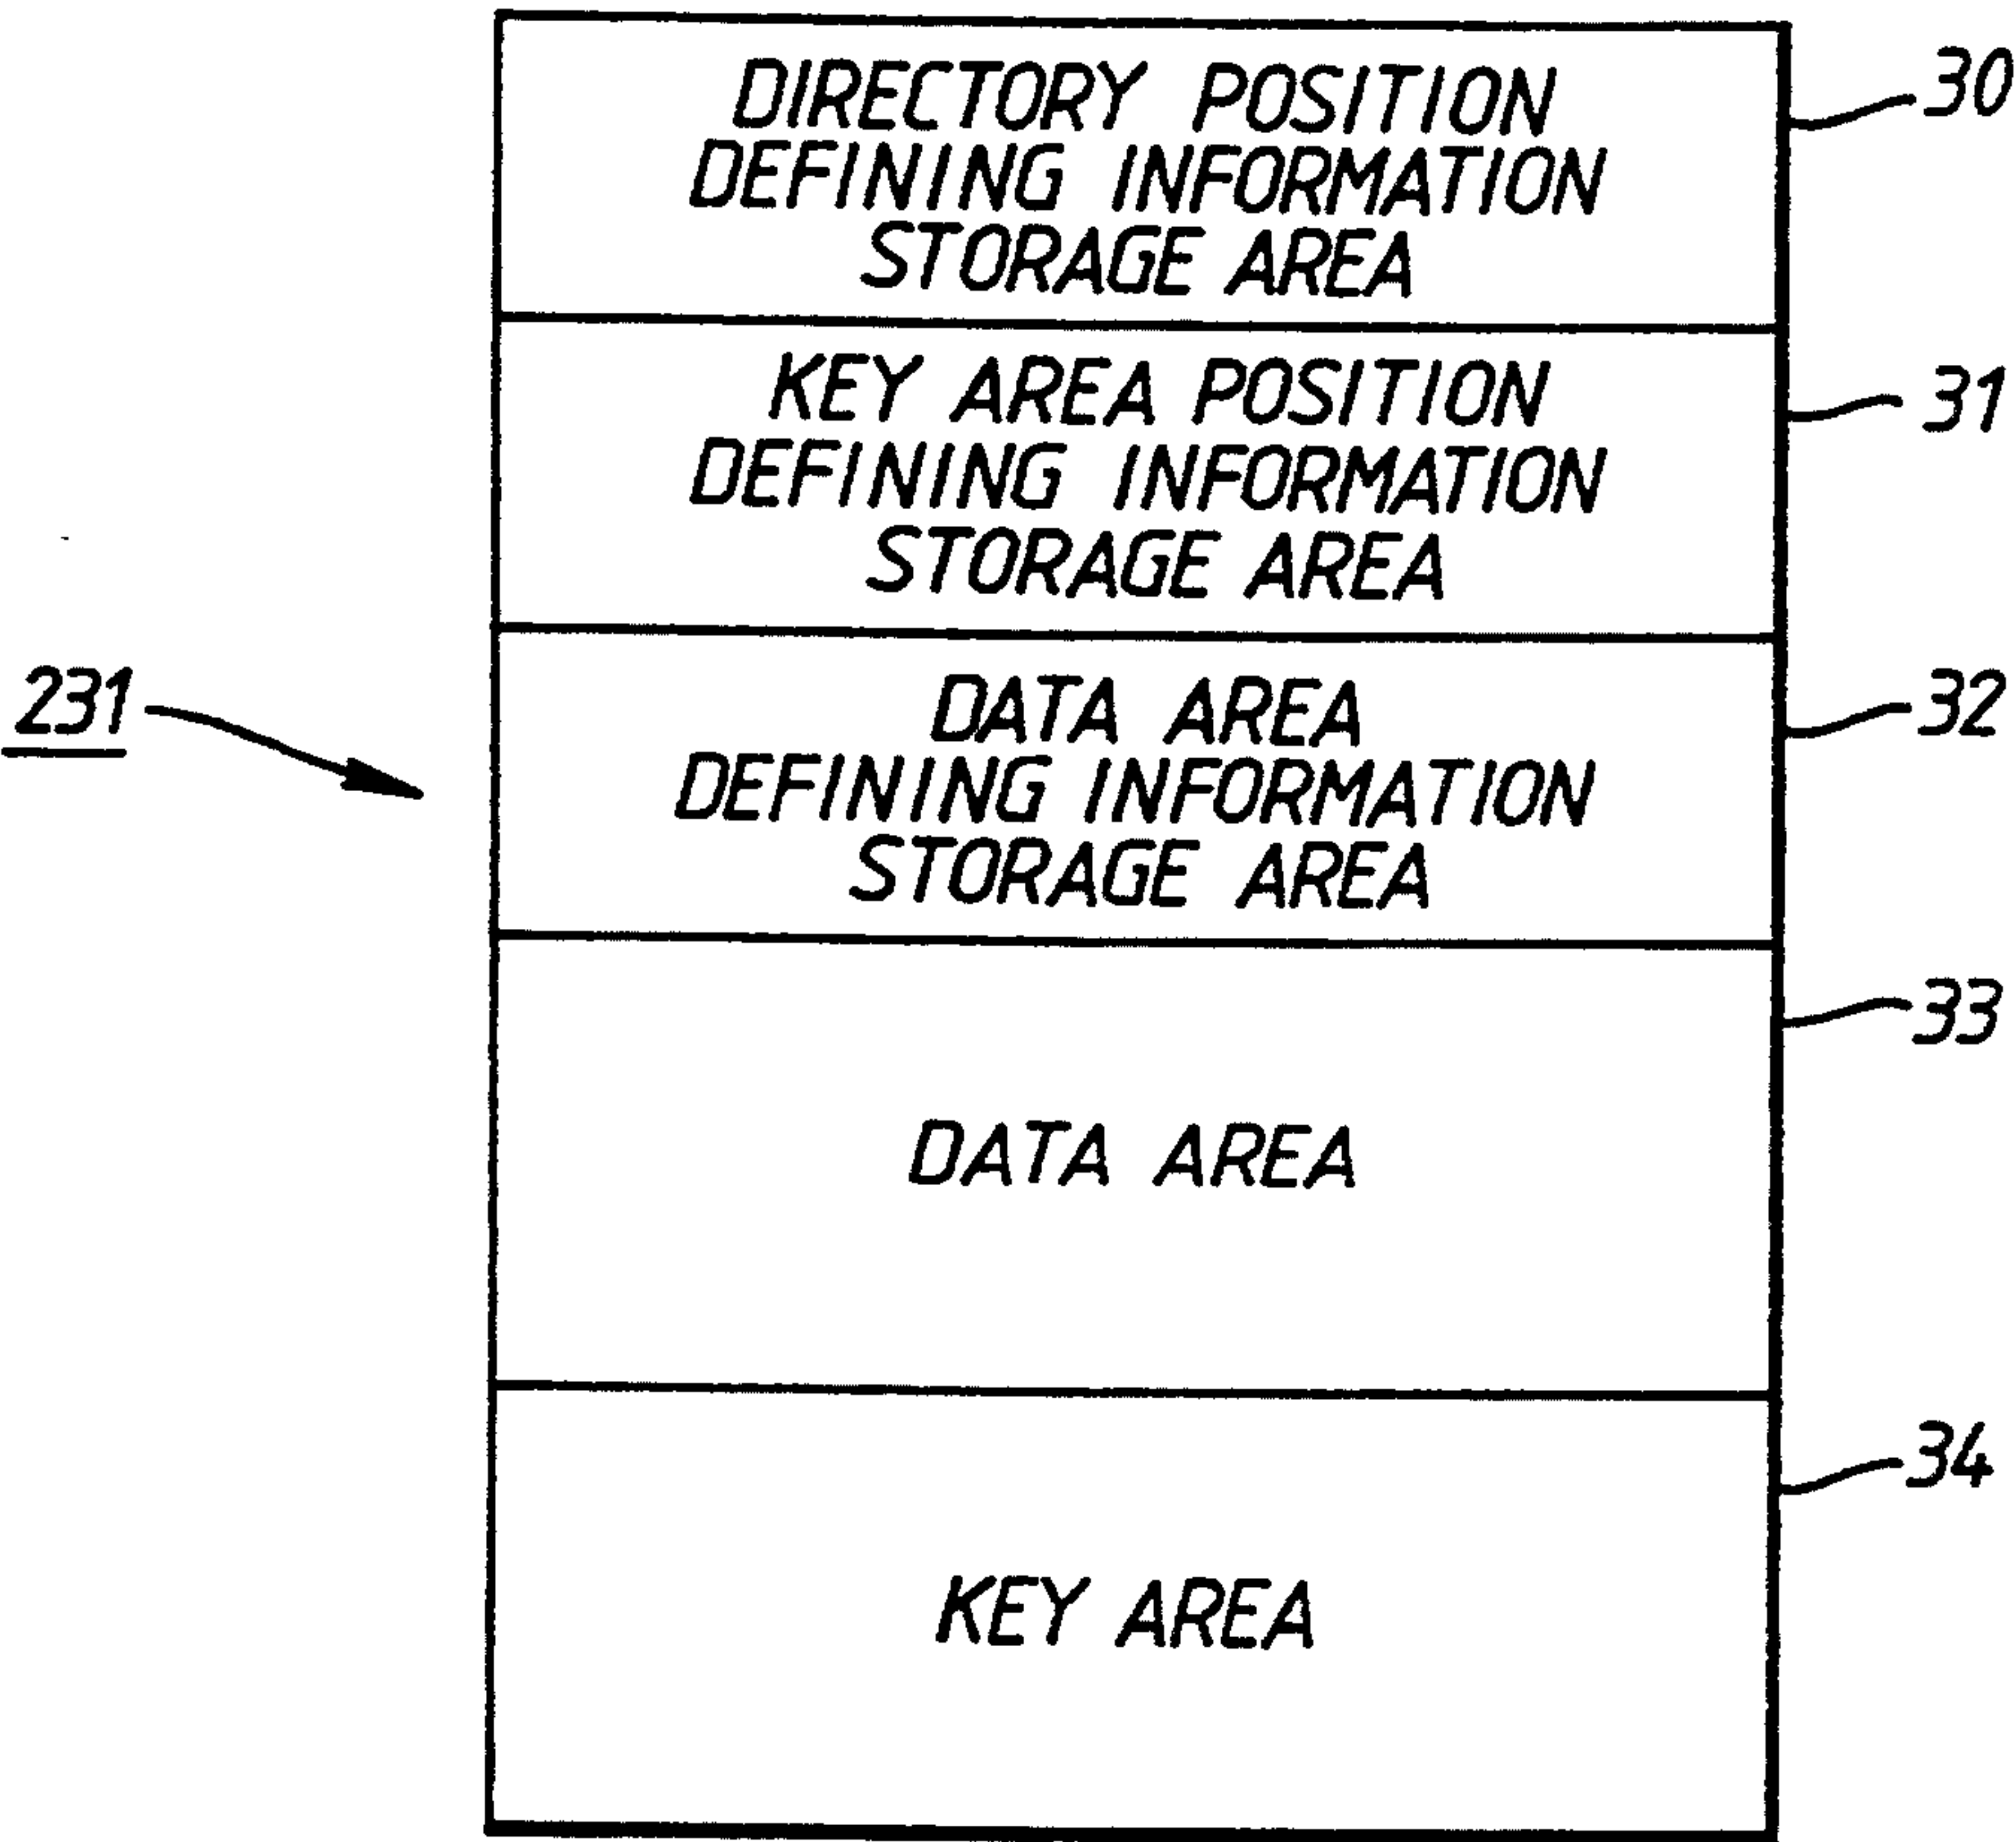 DIRECTORY POSITION
DEFINING INFORMATION
STORAGE AREA
30
KEY AREA POSITION
DEFINING INFORMATION
STORAGE AREA
31
231
DATA AREA
DEFINING INFORMATION
STORAGE AREA
32
33
DATA AREA
34
KEY AREA